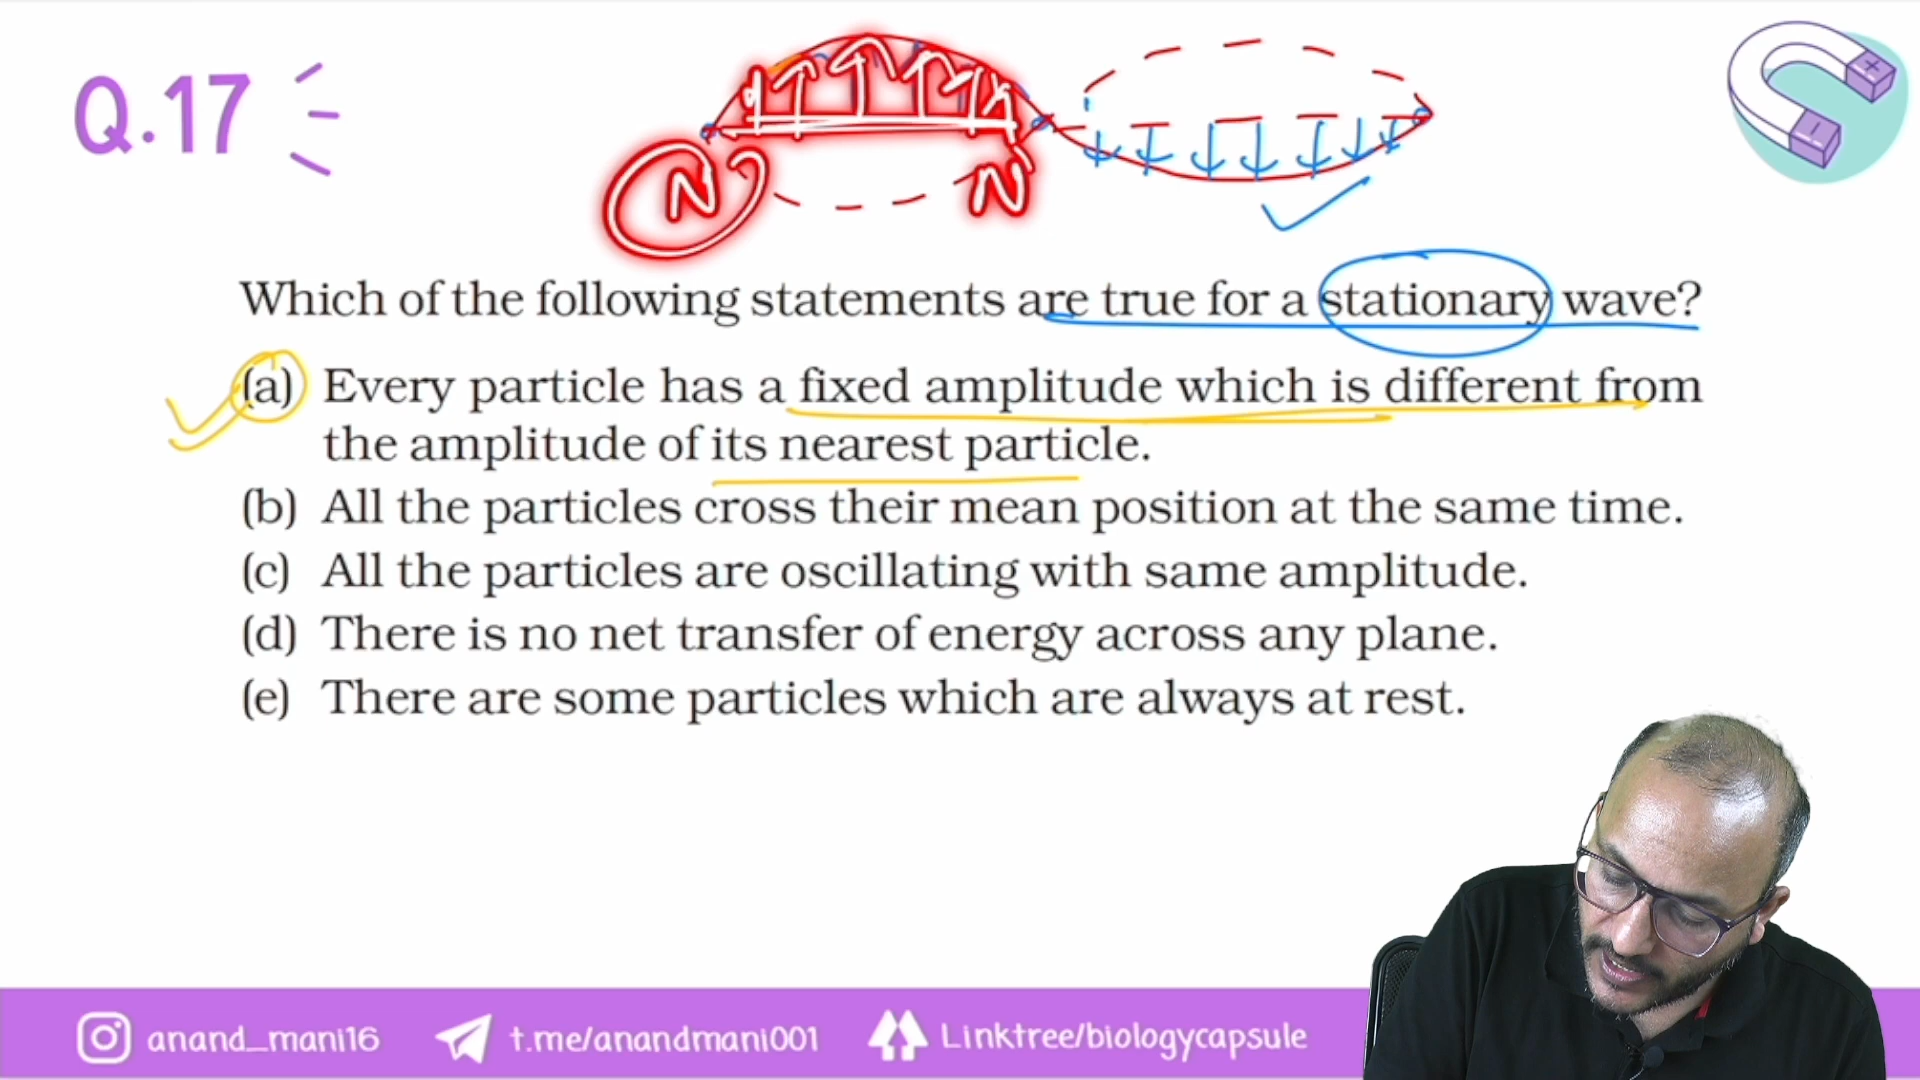 Q.17
N N
Which of the following statements are true for a stationary wave?
(a) Every particle has a fixed amplitude which is different from
the amplitude of its nearest particle.
(b) All the particles cross their mean position at the same time.
(c) All the particles are oscillating with same amplitude.
(d) There is no net transfer of energy across any plane.
(e) There are some particles which are always at rest.
anand_mani16 t.me/anandmani001 Linktree/biologycapsule